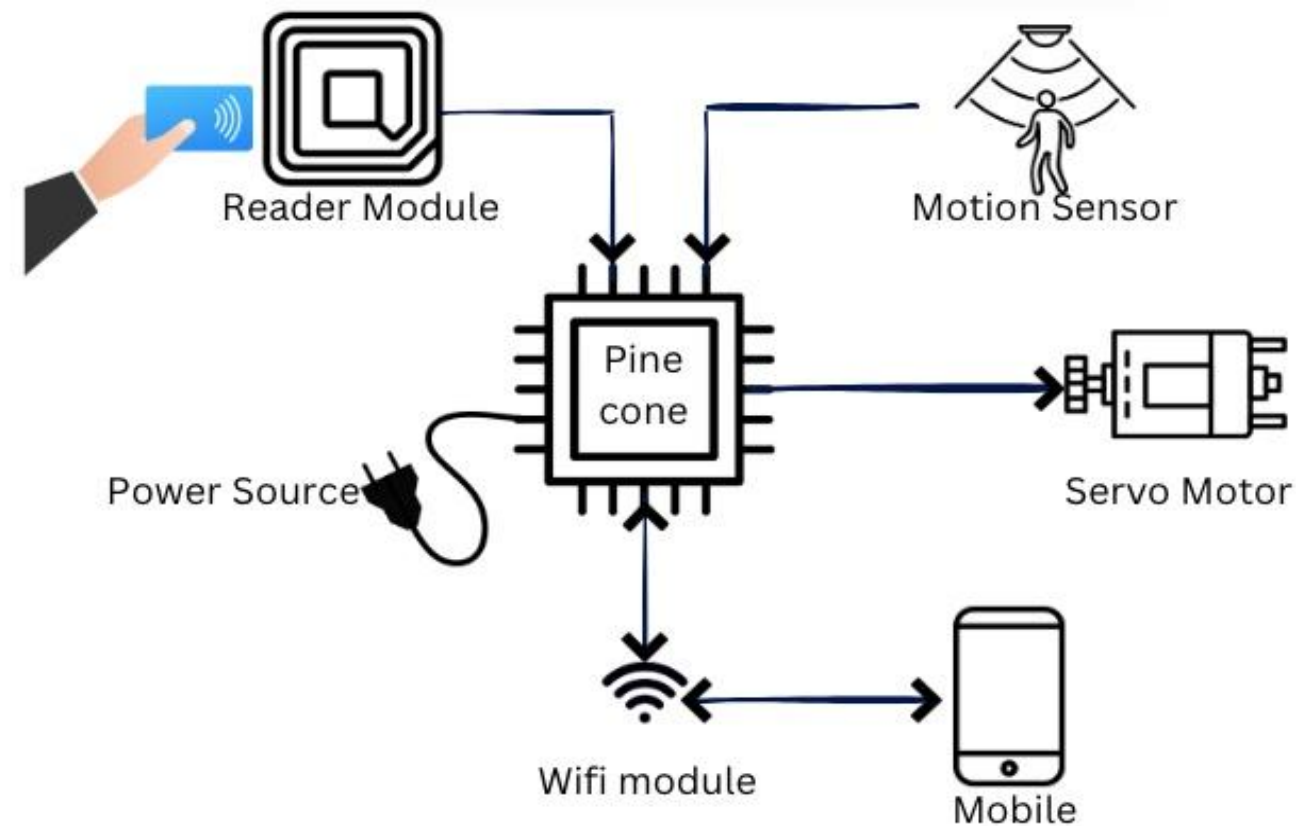 Reader Module
Motion Sensor
Pine
cone
Power Source
Servo Motor
Wifi module
Mobile